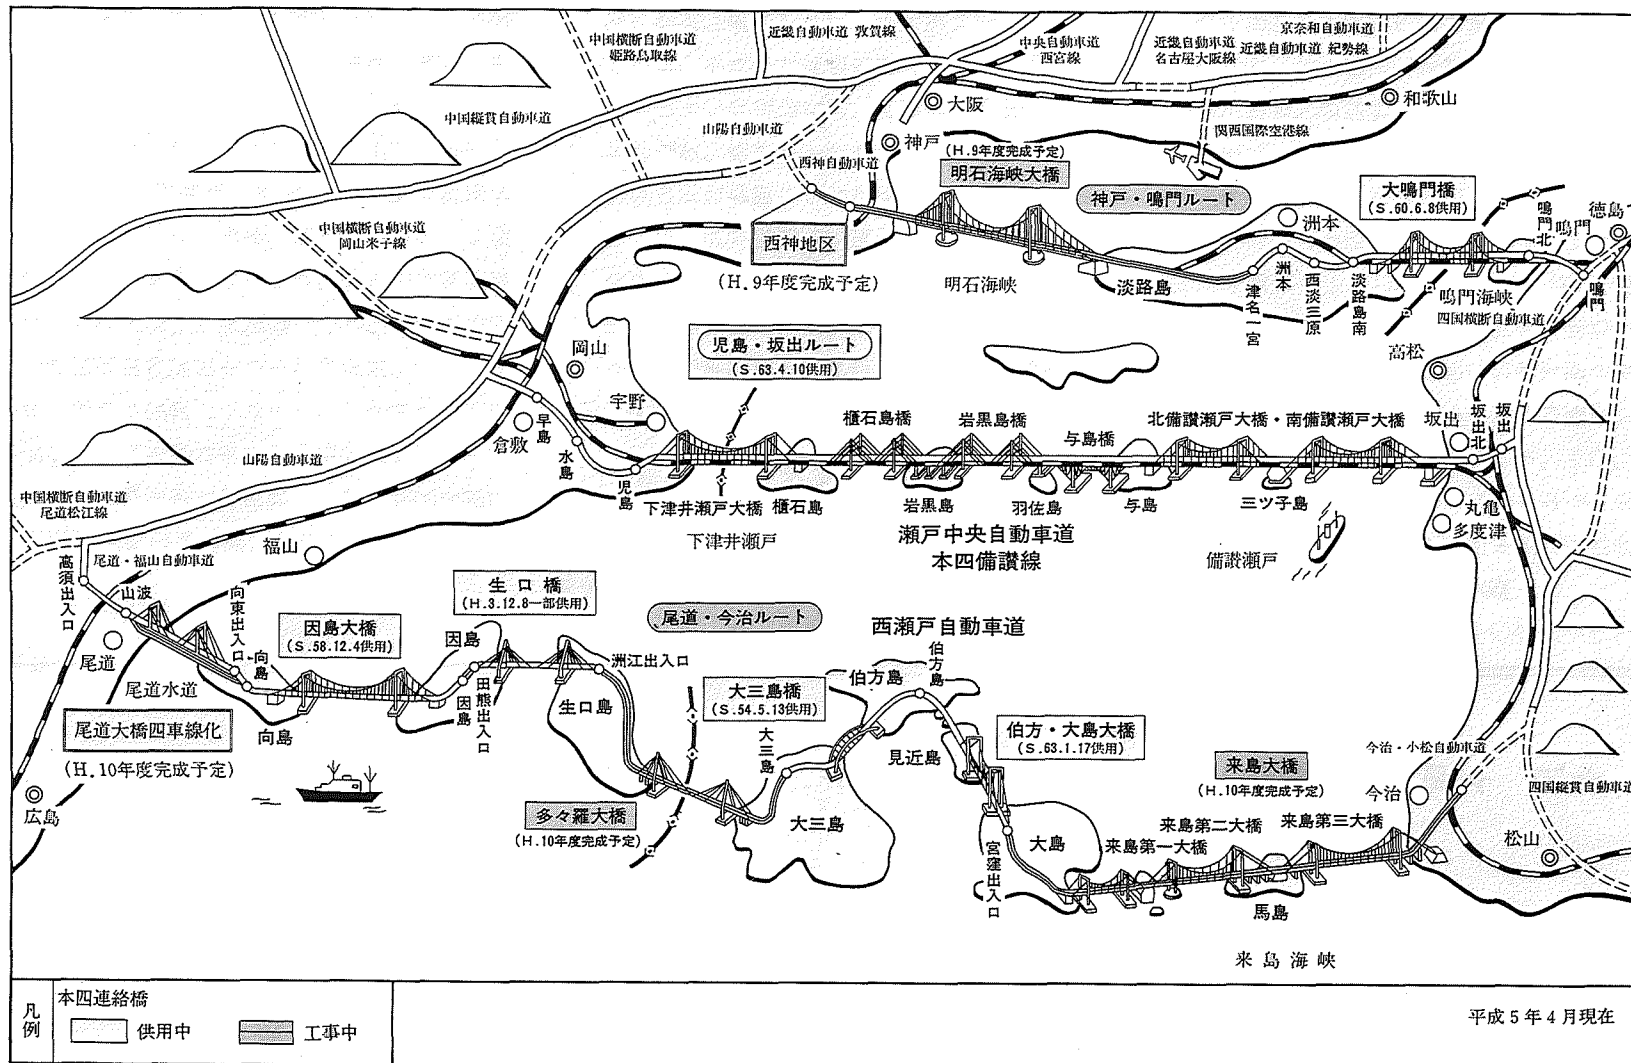 中国横断自動車道
姫路鳥取線
近畿自動車道 敦賀線
中央自動車道
西宮線
近畿自動車道
名古屋大阪線
京奈和自動車道
近畿自動車道 紀勢線
中国縦貫自動車道
山陽自動車道
大阪
和歌山
関西国際空港線
神戸
西神自動車道
(H.9年度完成予定)
明石海峡大橋
神戸・鳴門ルート
大鳴門橋
(S.60.6.8供用)
鳴門北
鳴門
徳島
洲本
中国横断自動車道
岡山米子線
西神地区
(H.9年度完成予定)
明石海峡
淡路島
津名一宮
洲本
西淡三原
淡路島南
鳴門海峡
鳴門
四国横断自動車道
児島・坂出ルート
(S.63.4.10供用)
岡山
高松
宇野
倉敷
早島
水島
児島
櫃石島橋
岩黒島橋
与島橋
北備讃瀬戸大橋・南備讃瀬戸大橋
坂出
坂出北
坂出
山陽自動車道
下津井瀬戸大橋
櫃石島
岩黒島
羽佐島
与島
三ツ子島
丸亀
多度津
下津井瀬戸
瀬戸中央自動車道
本四備讃線
備讃瀬戸
中国横断自動車道
尾道松江線
福山
尾道・福山自動車道
高須出入口
山波
向東出入口
向島
尾道
尾道水道
因島大橋
(S.58.12.4供用)
生口橋
(H.3.12.8一部供用)
尾道・今治ルート
西瀬戸自動車道
因島
因島
田熊出入口
洲江出入口
生口島
向島
尾道大橋四車線化
(H.10年度完成予定)
広島
大三島橋
(S.54.5.13供用)
大三島
伯方島
伯方島
見近島
伯方・大島大橋
(S.63.1.17供用)
多々羅大橋
(H.10年度完成予定)
大三島
大島
宮窪出入口
来島大橋
(H.10年度完成予定)
来島第一大橋
来島第二大橋
来島第三大橋
馬島
来島海峡
今治・小松自動車道
今治
四国縦貫自動車道
松山
凡例
本四連絡橋
供用中
工事中
平成5年4月現在